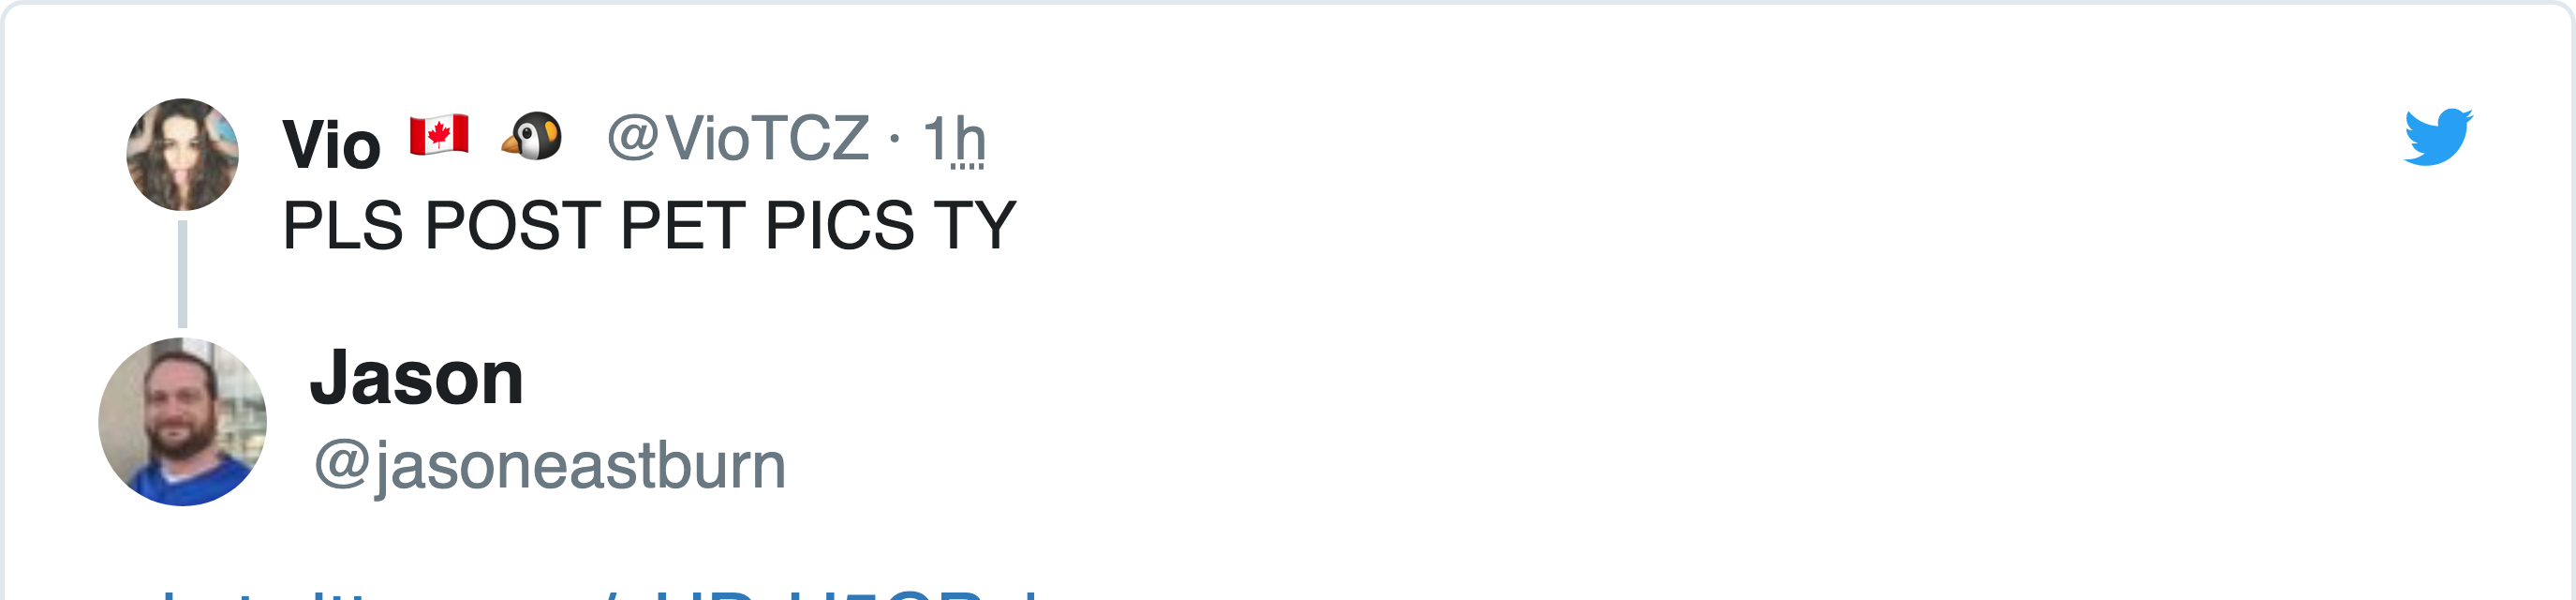 Vio 🇨🇦 🐧 @VioTCZ · 1h
PLS POST PET PICS TY
Jason
@jasoneastburn